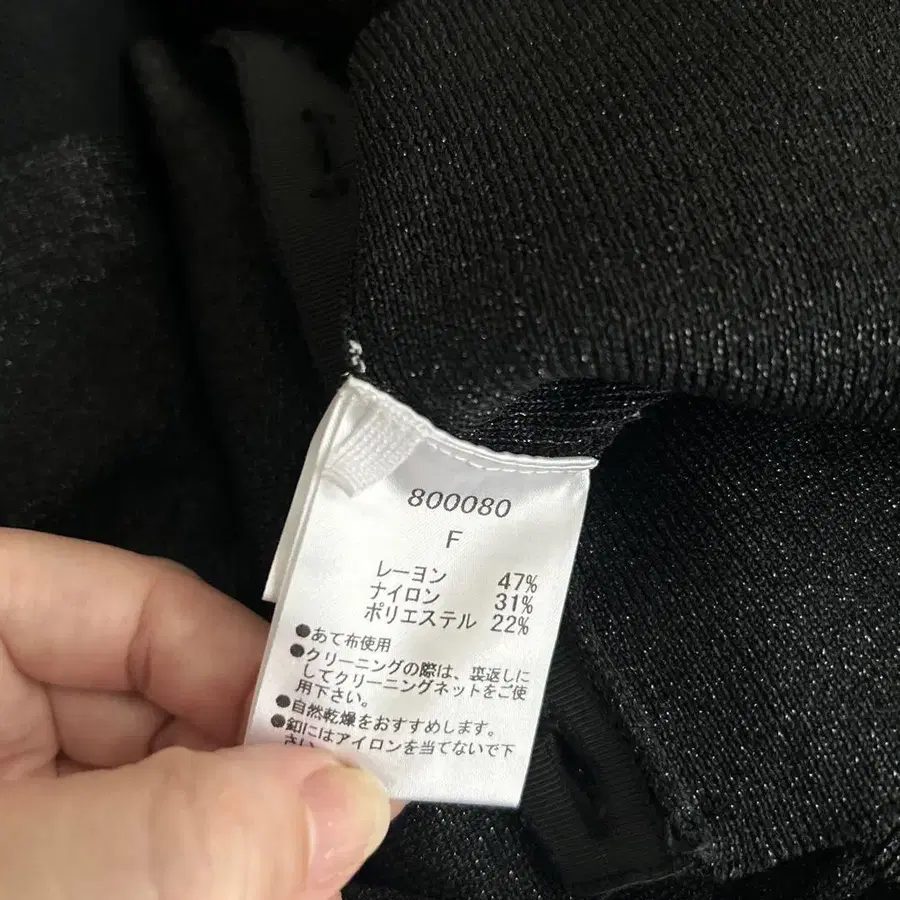 800080
F
レーヨン 47%
ナイロン 31%
ポリエステル 22%
●あて布使用
●クリーニングの際は、裏返しに
してクリーニングネットをご使
用下さい。
●自然乾燥をおすすめします。
●釦にはアイロンを当てないで下
さい